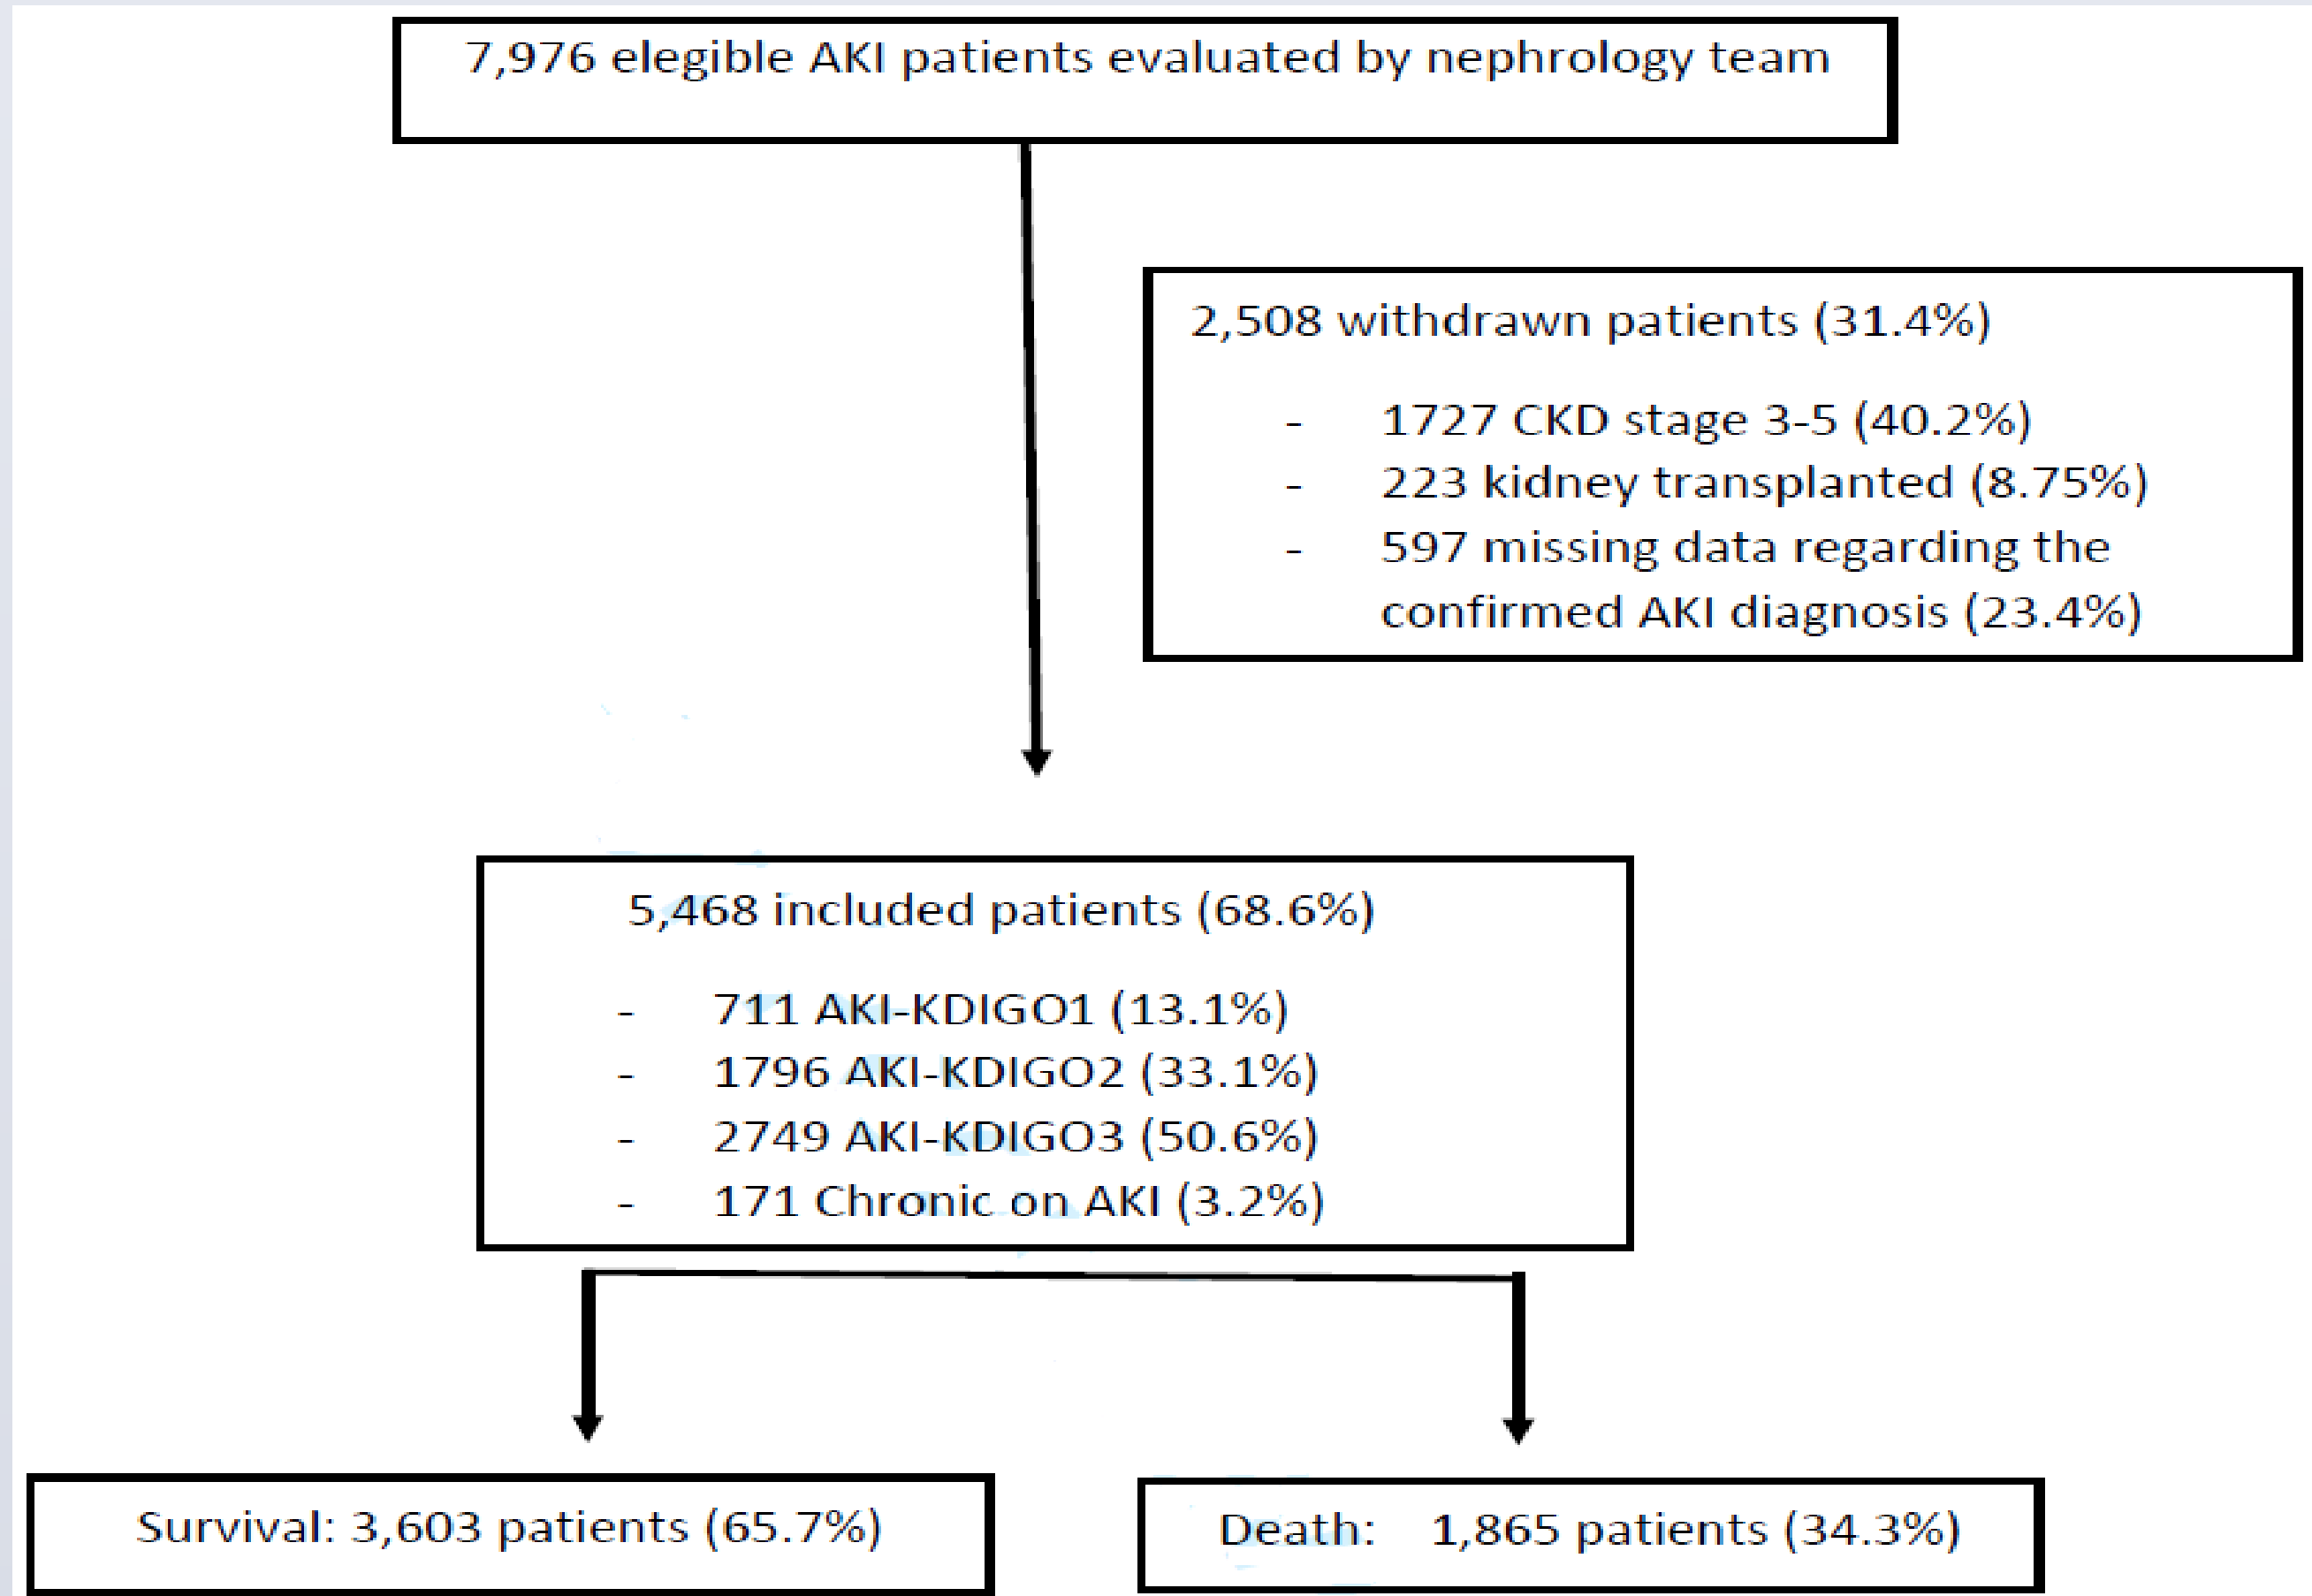 7,976 elegible AKI patients evaluated by nephrology team
2,508 withdrawn patients (31.4%)
- 1727 CKD stage 3-5 (40.2%)
- 223 kidney transplanted (8.75%)
- 597 missing data regarding the
confirmed AKI diagnosis (23.4%)
5,468 included patients (68.6%)
- 711 AKI-KDIGO1 (13.1%)
- 1796 AKI-KDIGO2 (33.1%)
- 2749 AKI-KDIGO3 (50.6%)
- 171 Chronic on AKI (3.2%)
Survival: 3,603 patients (65.7%)
Death: 1,865 patients (34.3%)